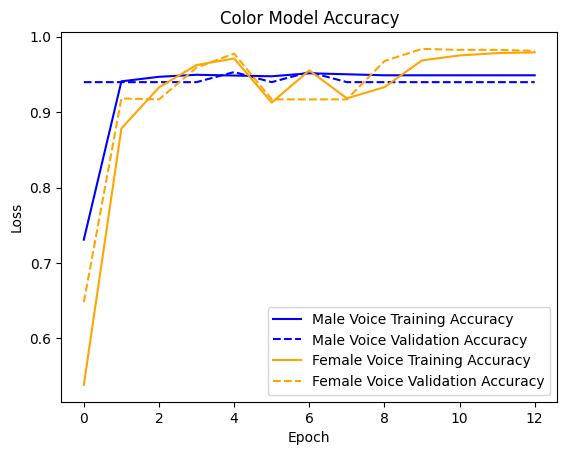 Color Model Accuracy
Loss
1.0
0.9
0.8
0.7
0.6
Male Voice Training Accuracy
Male Voice Validation Accuracy
Female Voice Training Accuracy
Female Voice Validation Accuracy
0 2 4 6 8 10 12
Epoch